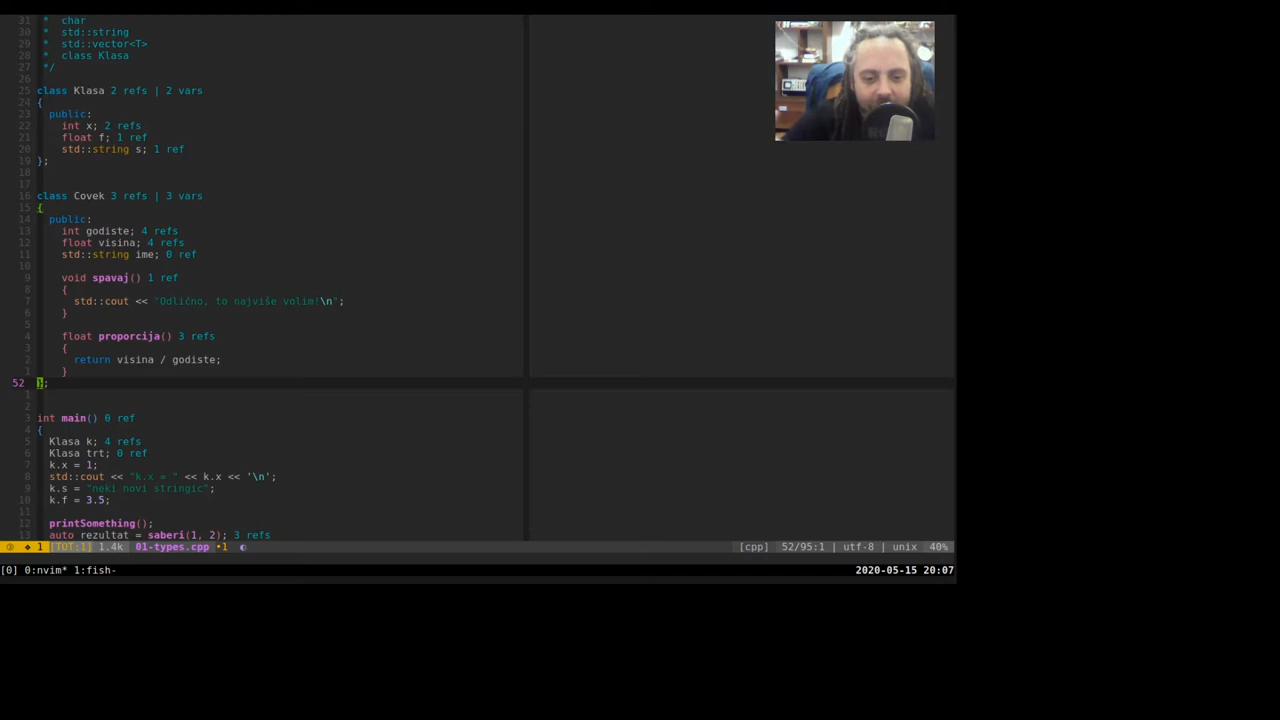 31 * char
30 * std::string
29 * std::vector<T>
28 * class Klasa
27 */
26
25 class Klasa 2 refs | 2 vars
24 {
23 public:
22 int x; 2 refs
21 float f; 1 ref
20 std::string s; 1 ref
19 };
18
17
16 class Covek 3 refs | 3 vars
15 {
14 public:
13 int godiste; 4 refs
12 float visina; 4 refs
11 std::string ime; 0 ref
10
9 void spavaj() 1 ref
8 {
7 std::cout << "Odlično, to najviše volim!\n";
6 }
5
4 float proporcija() 3 refs
3 {
2 return visina / godiste;
1 }
52 };
1
2
3 int main() 0 ref
4 {
5 Klasa k; 4 refs
6 Klasa trt; 0 ref
7 k.x = 1;
8 std::cout << "k.x = " << k.x << '\n';
9 k.s = "neki novi stringic";
10 k.f = 3.5;
11
12 printSomething();
13 auto rezultat = saberi(1, 2); 3 refs
1 [TOT:1] 1.4k 01-types.cpp •1 [cpp] 52/95:1 | utf-8 | unix 40%
[0] 0:nvim* 1:fish- 2020-05-15 20:07